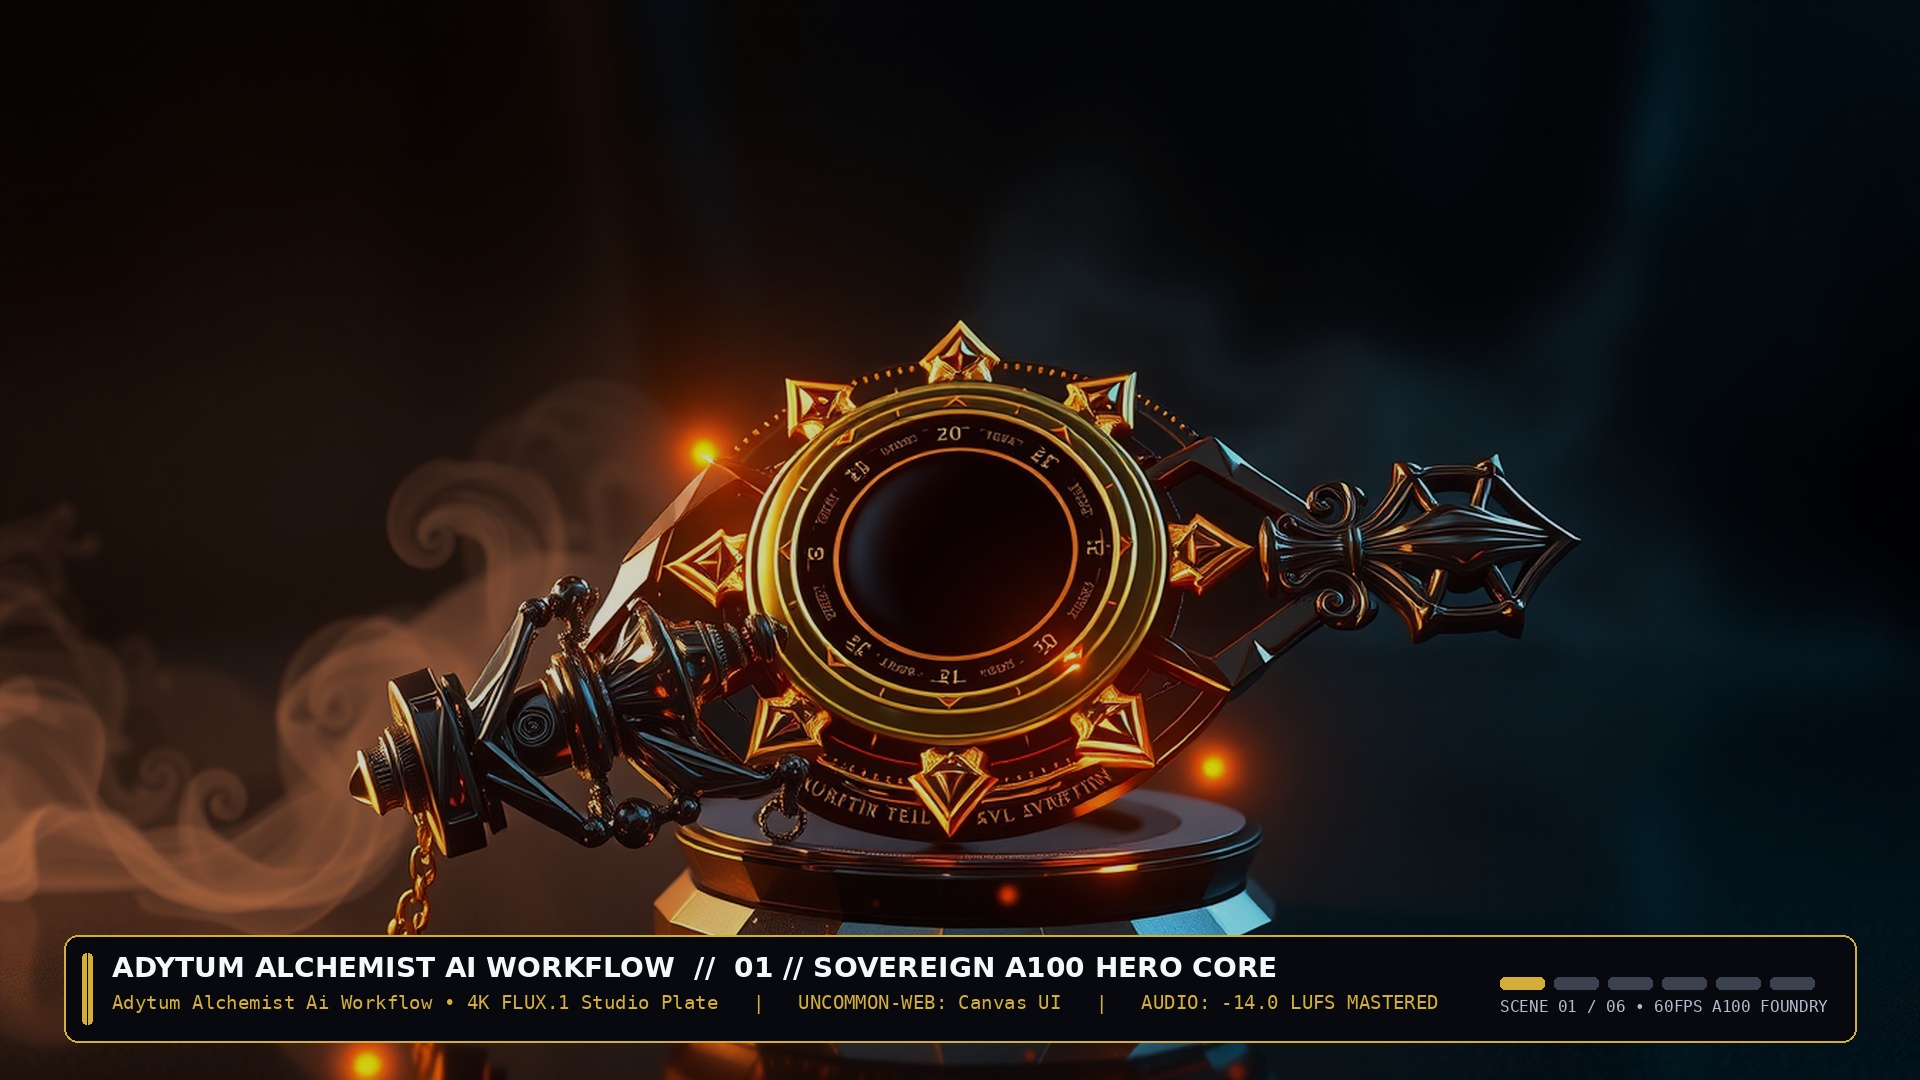 20
ADYTUM ALCHEMIST AI WORKFLOW // 01 // SOVEREIGN A100 HERO CORE
Adytum Alchemist Ai Workflow • 4K FLUX.1 Studio Plate | UNCOMMON-WEB: Canvas UI | AUDIO: -14.0 LUFS MASTERED
SCENE 01 / 06 • 60FPS A100 FOUNDRY